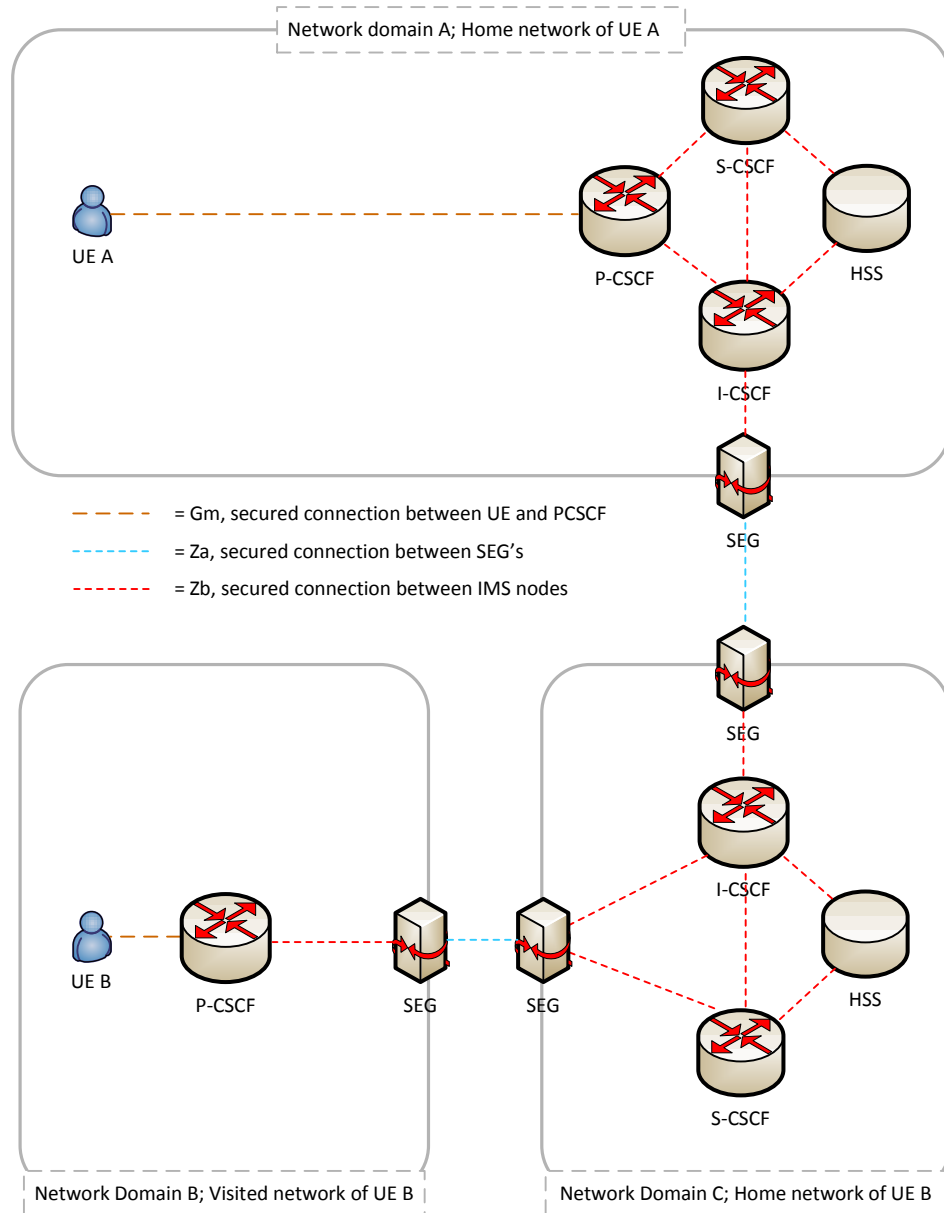 Network domain A; Home network of UE A
S-CSCF
UE A
P-CSCF
HSS
I-CSCF
= Gm, secured connection between UE and PCSCF
SEG
= Za, secured connection between SEG's
= Zb, secured connection between IMS nodes
SEG
I-CSCF
UE B
P-CSCF
SEG
SEG
HSS
S-CSCF
Network Domain B; Visited network of UE B
Network Domain C; Home network of UE B